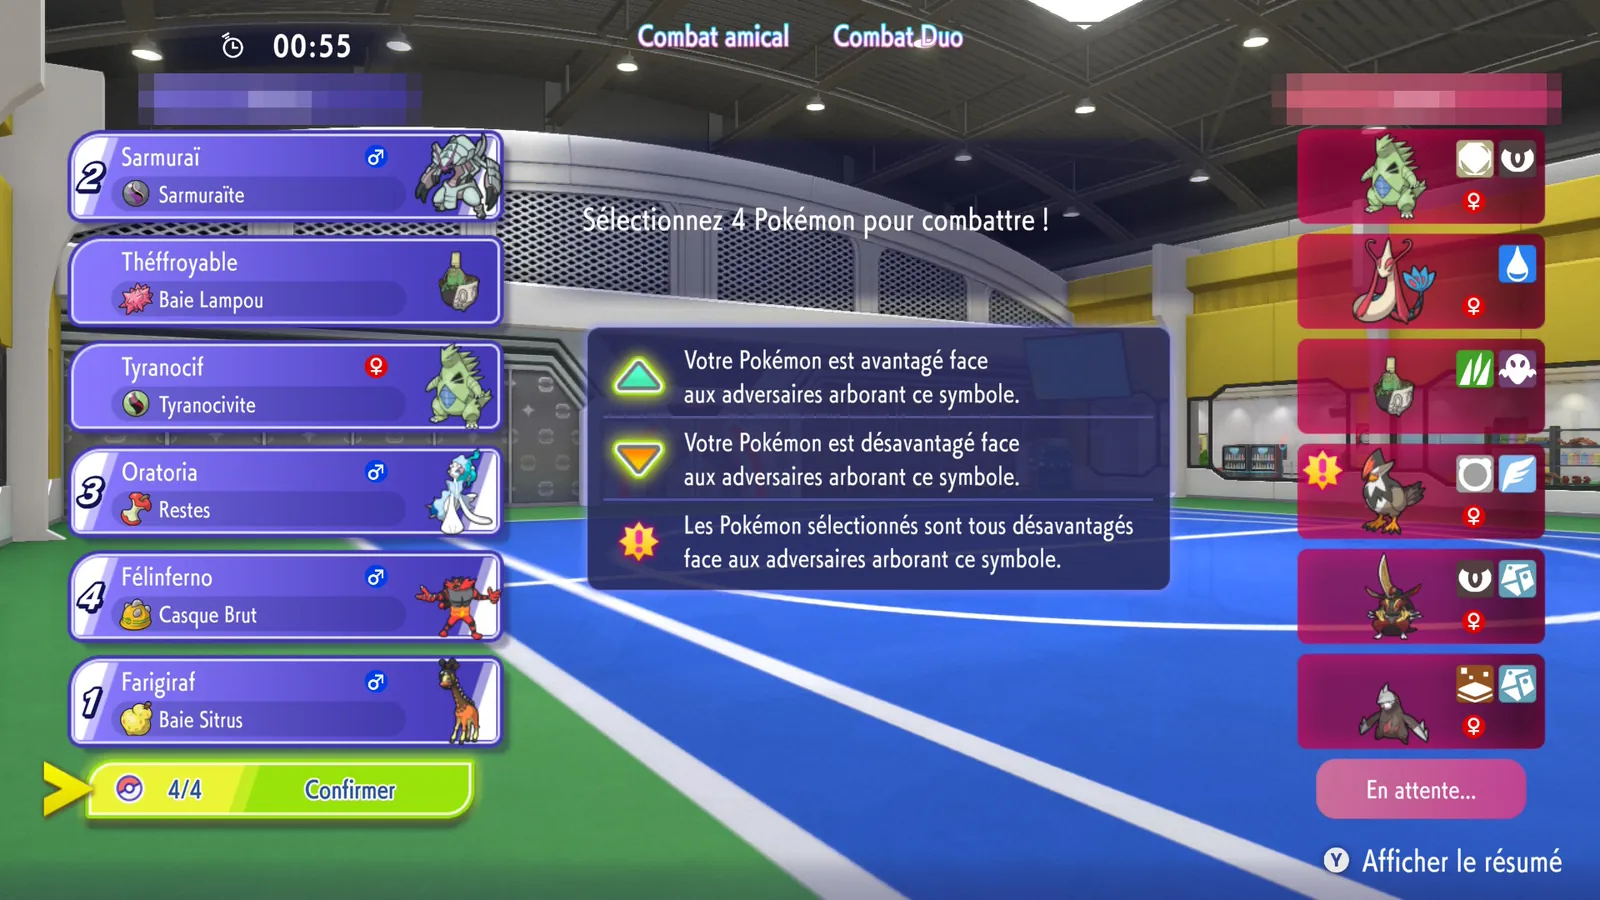 00:55
Combat amical
Combat Duo
2
Sarmuraï
Sarmuraïte
Théffroyable
Baie Lampou
Tyranocif
Tyranocivite
3
Oratoria
Restes
4
Félinferno
Casque Brut
1
Farigiraf
Baie Sitrus
4/4
Confirmer
Sélectionnez 4 Pokémon pour combattre !
Votre Pokémon est avantagé face
aux adversaires arborant ce symbole.
Votre Pokémon est désavantagé face
aux adversaires arborant ce symbole.
Les Pokémon sélectionnés sont tous désavantagés
face aux adversaires arborant ce symbole.
En attente...
Y Afficher le résumé